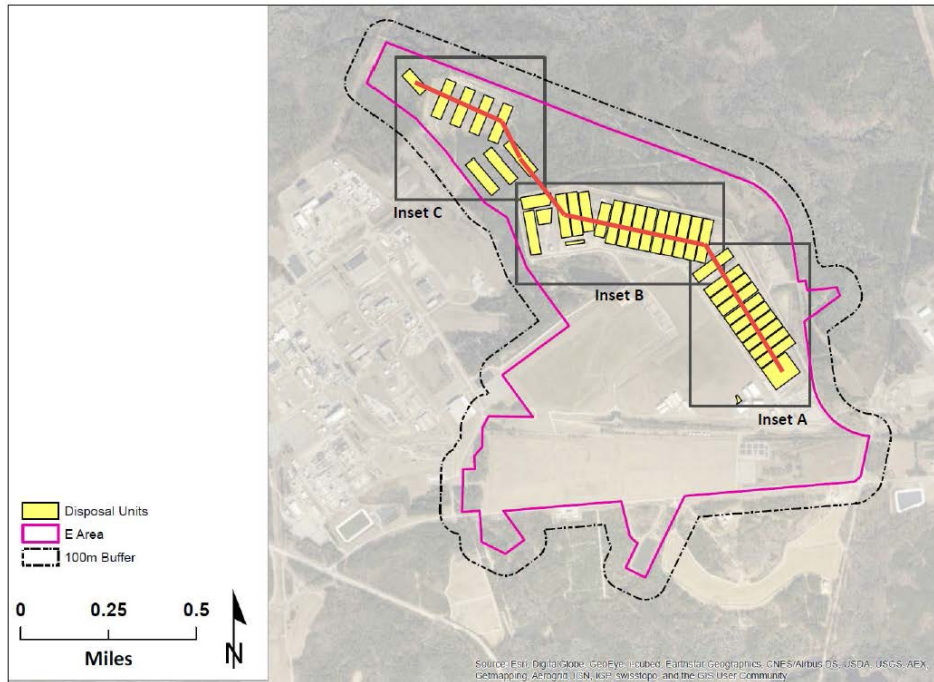 Inset C
Inset B
Inset A
Disposal Units
E Area
100m Buffer
0 0.25 0.5
Miles
N
Source: Esri, DigitalGlobe, GeoEye, i-cubed, Earthstar Geographics, CNES/Airbus DS, USDA, USGS, AEX,
Getmapping, Aerogrid, IGN, IGP, swisstopo, and the GIS User Community